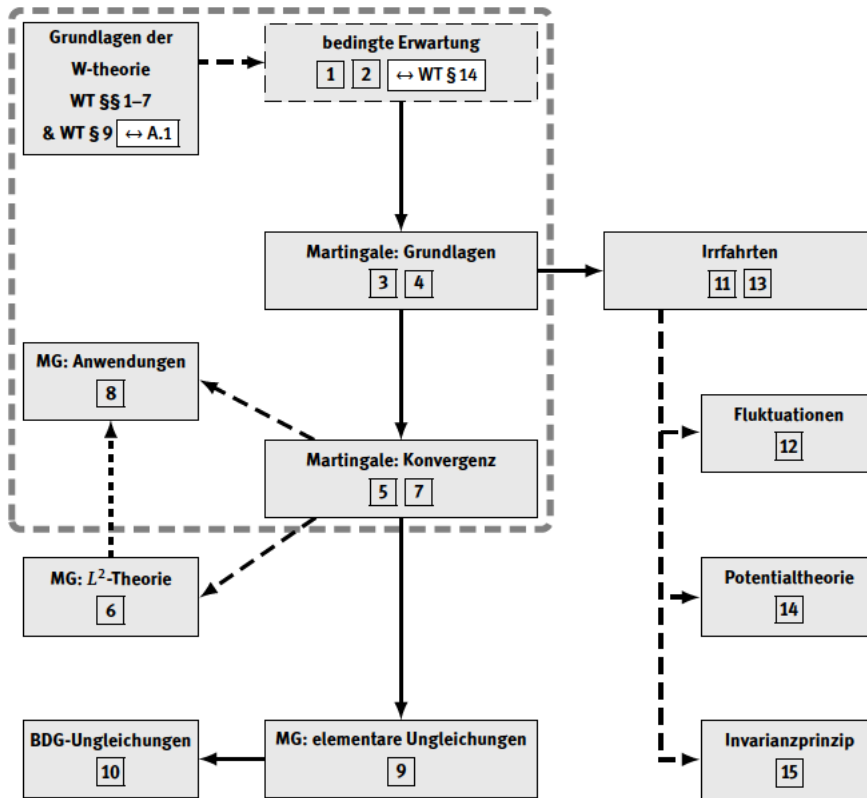 Grundlagen der
W-theorie
WT §§ 1–7
& WT § 9 ↔ A.1
bedingte Erwartung
1 2 ↔ WT § 14
Martingale: Grundlagen
3 4
Irrfahrten
11 13
MG: Anwendungen
8
Fluktuationen
12
Martingale: Konvergenz
5 7
MG: L²-Theorie
6
Potentialtheorie
14
BDG-Ungleichungen
10
MG: elementare Ungleichungen
9
Invarianzprinzip
15